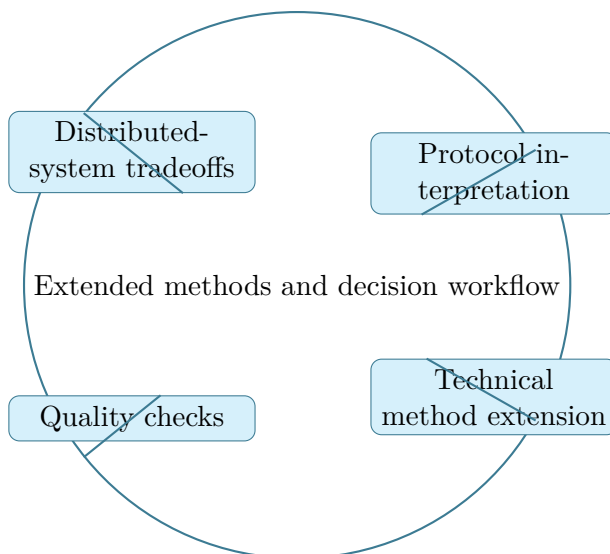 Distributed-
system tradeoffs
Protocol in-
terpretation
Extended methods and decision workflow
Technical
method extension
Quality checks